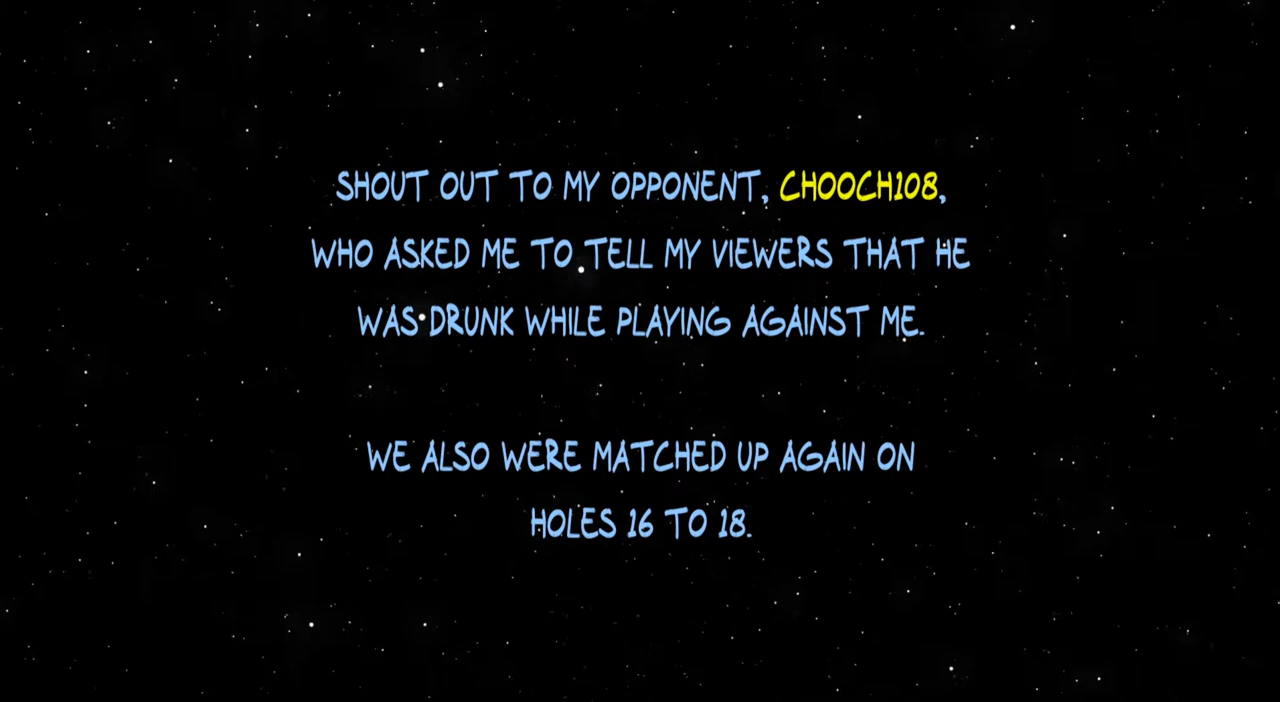 SHOUT OUT TO MY OPPONENT, CHOOCH108,
WHO ASKED ME TO TELL MY VIEWERS THAT HE
WAS DRUNK WHILE PLAYING AGAINST ME.
WE ALSO WERE MATCHED UP AGAIN ON
HOLES 16 TO 18.